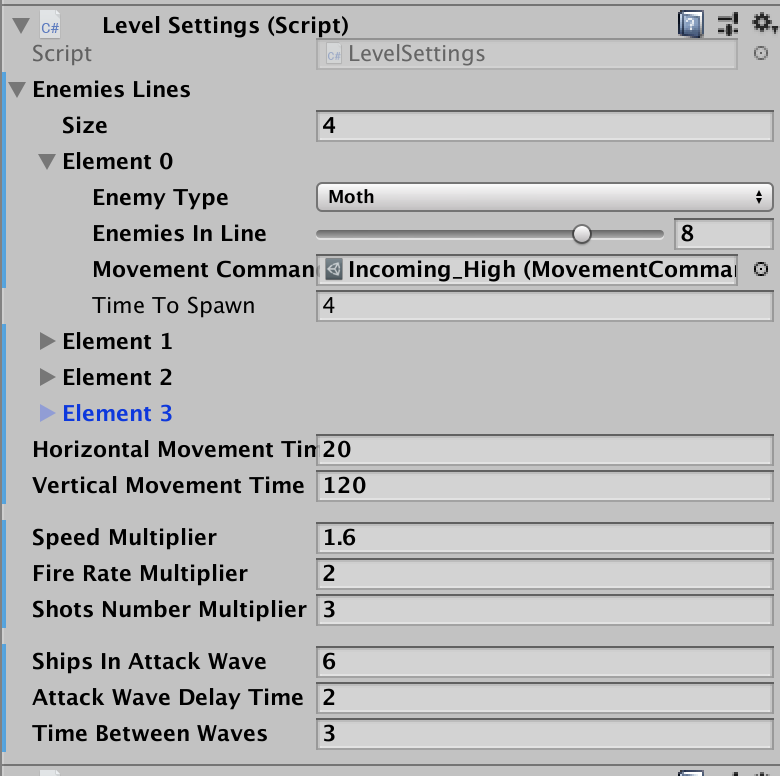 C# Level Settings (Script)
Script LevelSettings
Enemies Lines
Size 4
Element 0
Enemy Type Moth
Enemies In Line 8
Movement Comman Incoming_High (MovementComma
Time To Spawn 4
Element 1
Element 2
Element 3
Horizontal Movement Tim 20
Vertical Movement Time 120
Speed Multiplier 1.6
Fire Rate Multiplier 2
Shots Number Multiplier 3
Ships In Attack Wave 6
Attack Wave Delay Time 2
Time Between Waves 3